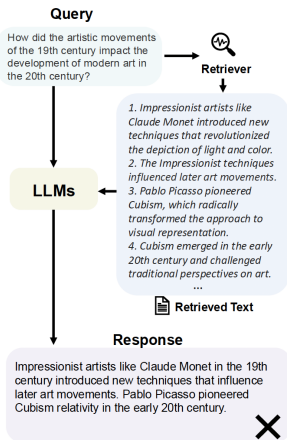 Query
How did the artistic movements
of the 19th century impact the
development of modern art in
the 20th century?
Retriever
1. Impressionist artists like
Claude Monet introduced new
techniques that revolutionized
the depiction of light and color.
2. The Impressionist techniques
influenced later art movements.
3. Pablo Picasso pioneered
Cubism, which radically
transformed the approach to
visual representation.
4. Cubism emerged in the early
20th century and challenged
traditional perspectives on art.
...
LLMs
Retrieved Text
Response
Impressionist artists like Claude Monet in the 19th
century introduced new techniques that influence
later art movements. Pablo Picasso pioneered
Cubism relativity in the early 20th century.